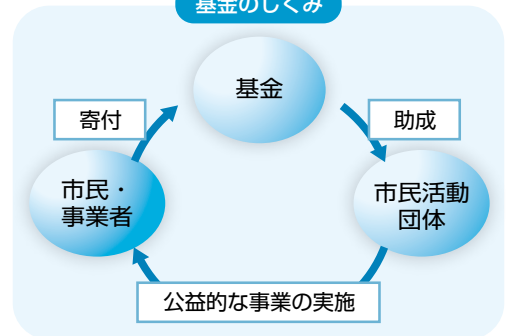 基金のしくみ
基金
寄付
助成
市民・
事業者
市民活動
団体
公益的な事業の実施